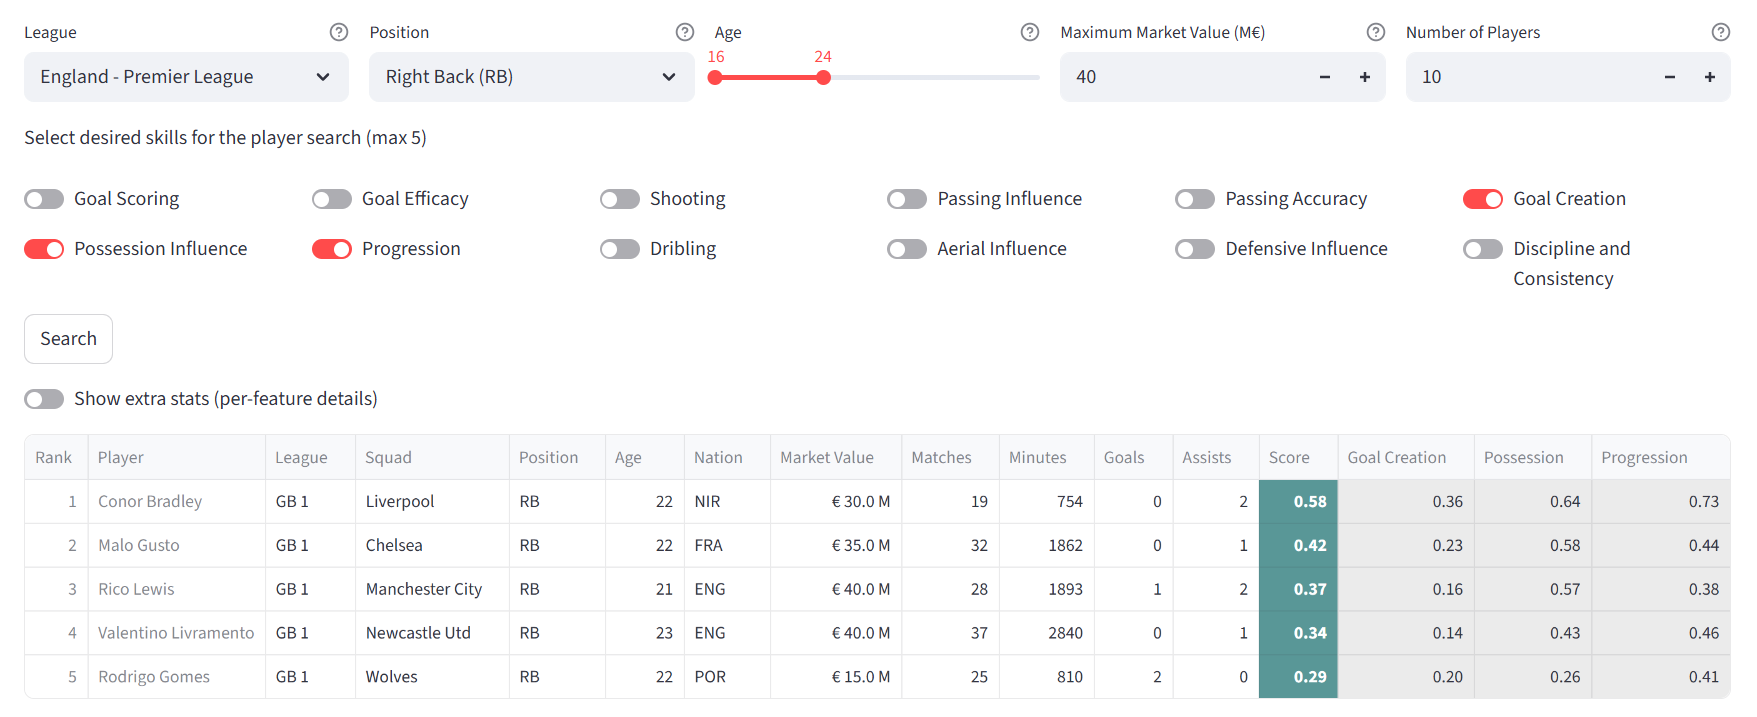 League Position Age Maximum Market Value (M€) Number of Players
16 24
England - Premier League Right Back (RB) 40 10
Select desired skills for the player search (max 5)
Goal Scoring Goal Efficacy Shooting Passing Influence Passing Accuracy Goal Creation
Possession Influence Progression Dribling Aerial Influence Defensive Influence Discipline and
Consistency
Search
Show extra stats (per-feature details)
Rank Player League Squad Position Age Nation Market Value Matches Minutes Goals Assists Score Goal Creation Possession Progression
1 Conor Bradley GB 1 Liverpool RB 22 NIR € 30.0 M 19 754 0 2 0.58 0.36 0.64 0.73
2 Malo Gusto GB 1 Chelsea RB 22 FRA € 35.0 M 32 1862 0 1 0.42 0.23 0.58 0.44
3 Rico Lewis GB 1 Manchester City RB 21 ENG € 40.0 M 28 1893 1 2 0.37 0.16 0.57 0.38
4 Valentino Livramento GB 1 Newcastle Utd RB 23 ENG € 40.0 M 37 2840 0 1 0.34 0.14 0.43 0.46
5 Rodrigo Gomes GB 1 Wolves RB 22 POR € 15.0 M 25 810 2 0 0.29 0.20 0.26 0.41